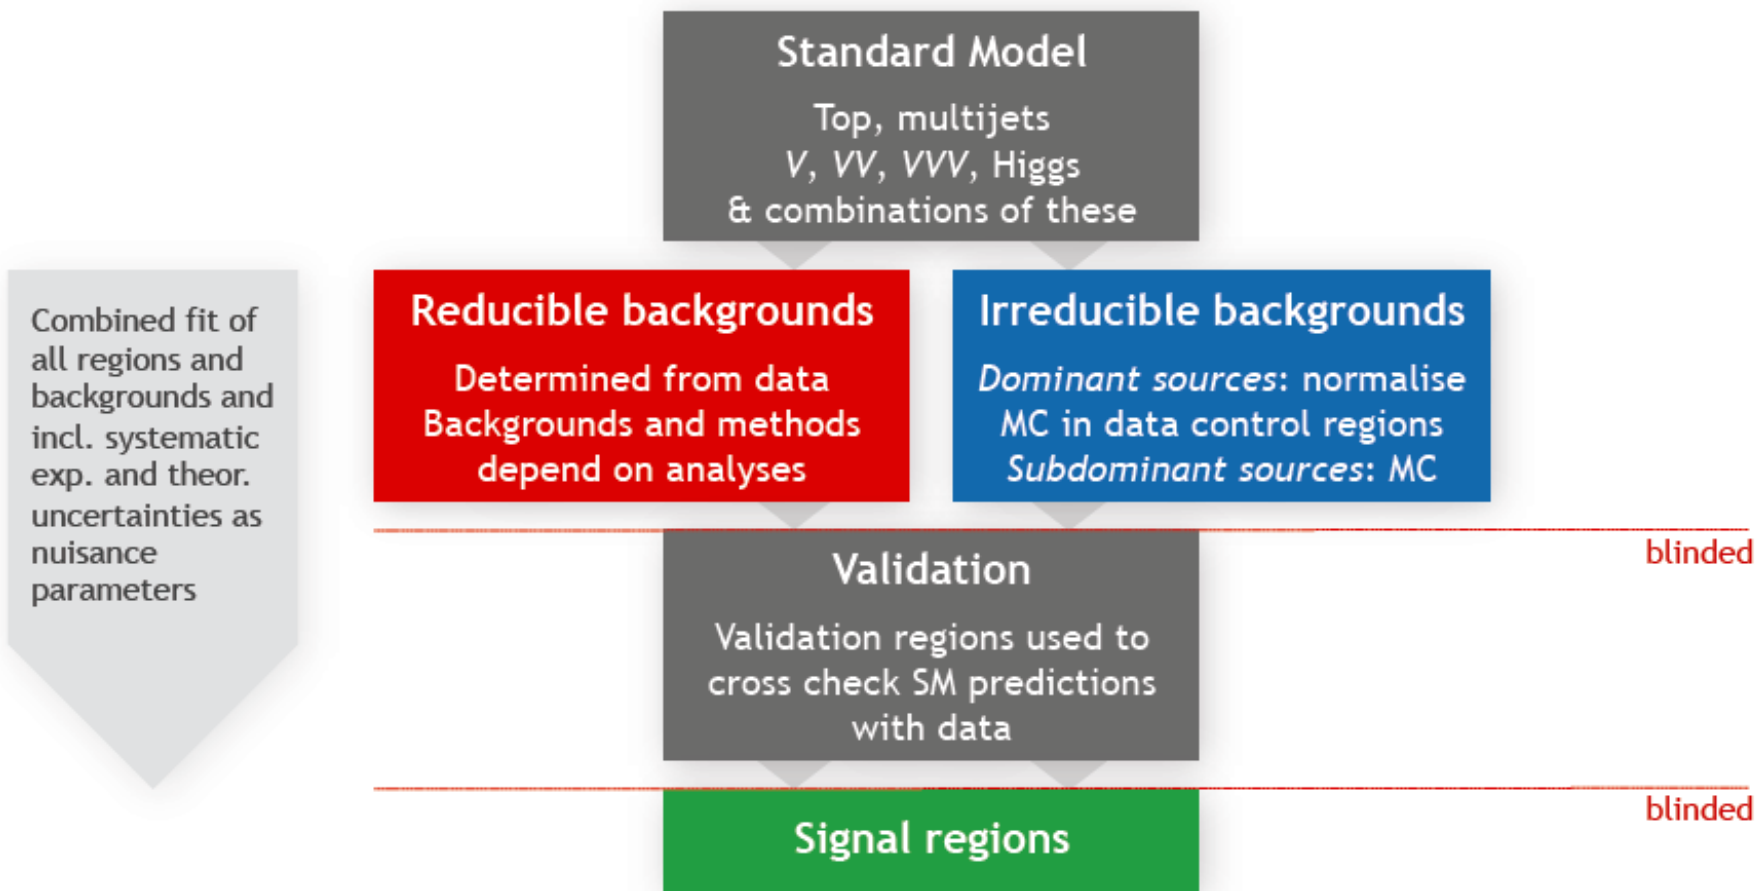 Standard Model
Top, multijets
V, VV, VVV, Higgs
& combinations of these
Combined fit of
all regions and
backgrounds and
incl. systematic
exp. and theor.
uncertainties as
nuisance
parameters
Reducible backgrounds
Determined from data
Backgrounds and methods
depend on analyses
Irreducible backgrounds
Dominant sources: normalise
MC in data control regions
Subdominant sources: MC
blinded
Validation
Validation regions used to
cross check SM predictions
with data
blinded
Signal regions